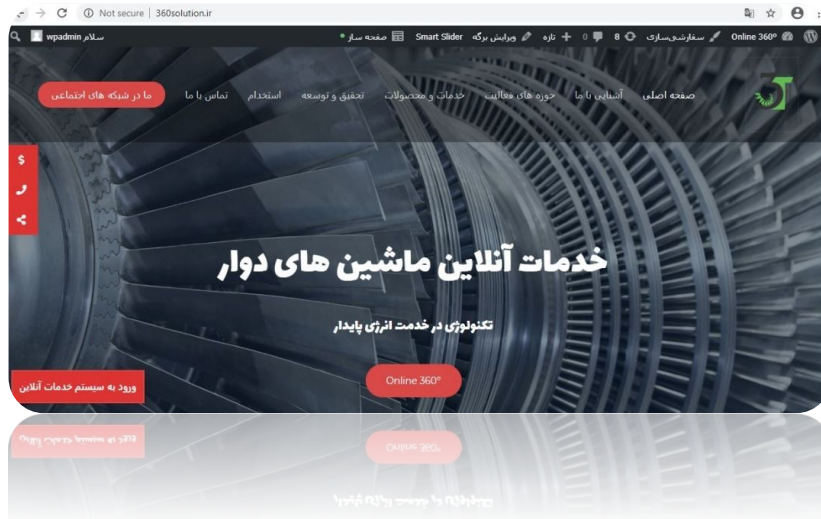 Not secure | 360solution.ir
Online 360° سفارشی‌سازی 8 0 تازه ویرایش برگه Smart Slider صفحه ساز سلام wpadmin
صفحه اصلی آشنایی با ما حوزه های فعالیت خدمات و محصولات تحقیق و توسعه استخدام تماس با ما ما در شبکه های اجتماعی
3T
$
خدمات آنلاین ماشین های دوار
تکنولوژی در خدمت انرژی پایدار
Online 360°
ورود به سیستم خدمات آنلاین